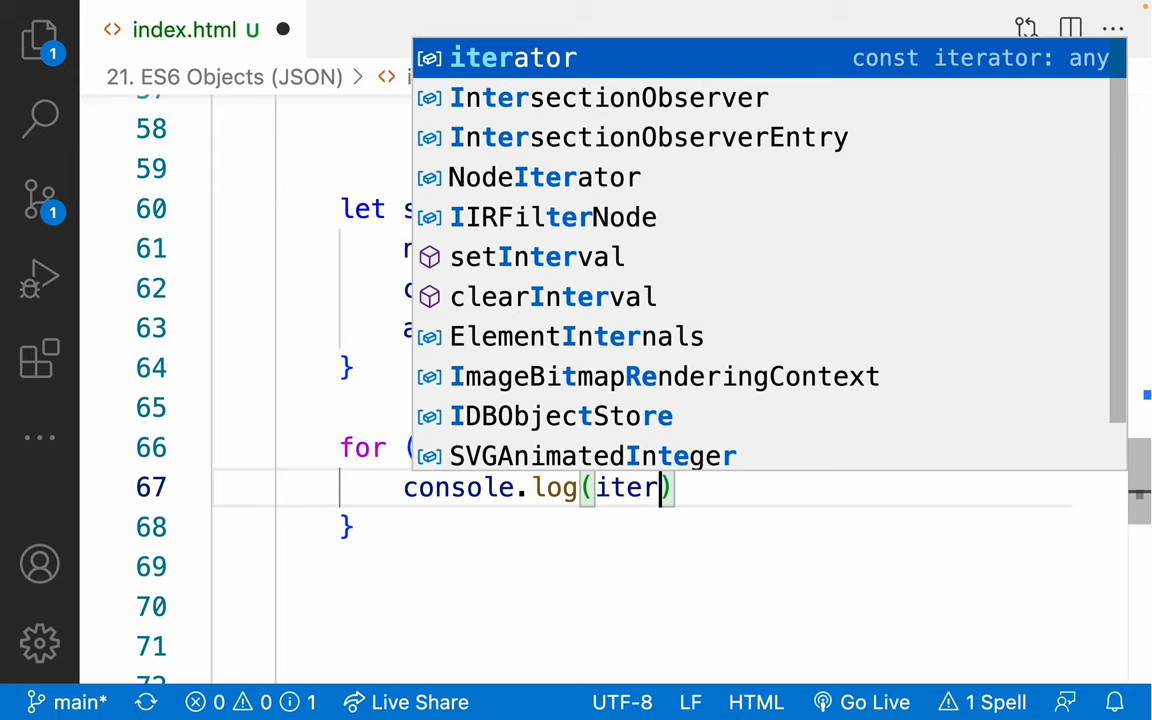 index.html U
21. ES6 Objects (JSON)
iterator const iterator: any
IntersectionObserver
IntersectionObserverEntry
NodeIterator
IIRFilterNode
setInterval
clearInterval
ElementInternals
ImageBitmapRenderingContext
IDBObjectStore
SVGAnimatedInteger
1
1
58
59
60 let s
61
62
63
64 }
65
66 for (
67 console.log(iter)
68 }
69
70
71
main* 0 0 1 Live Share UTF-8 LF HTML Go Live 1 Spell